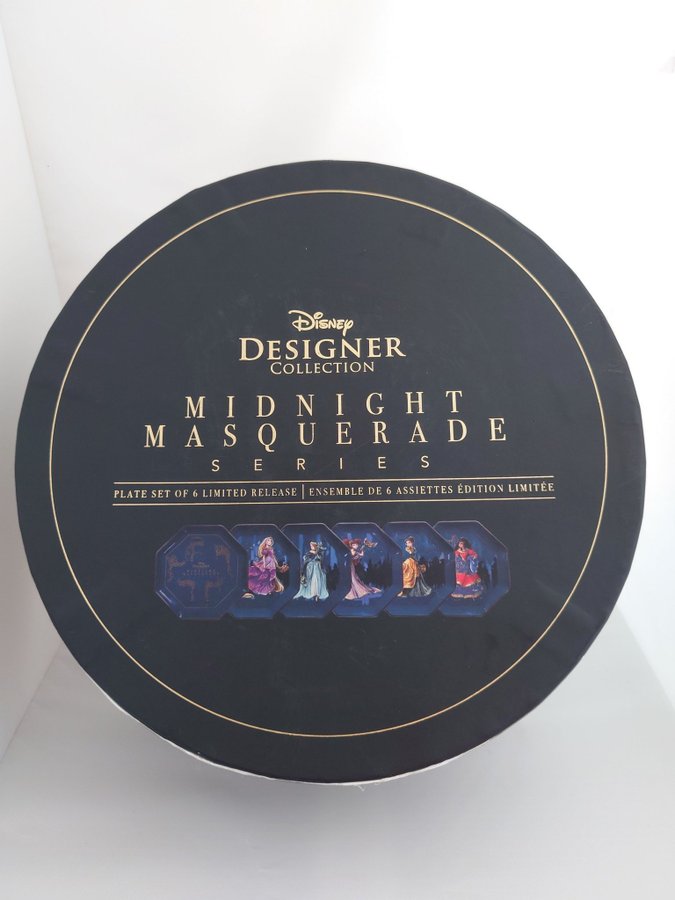 Disney
DESIGNER
COLLECTION
MIDNIGHT
MASQUERADE
SERIES
PLATE SET OF 6 LIMITED RELEASE | ENSEMBLE DE 6 ASSIETTES ÉDITION LIMITÉE